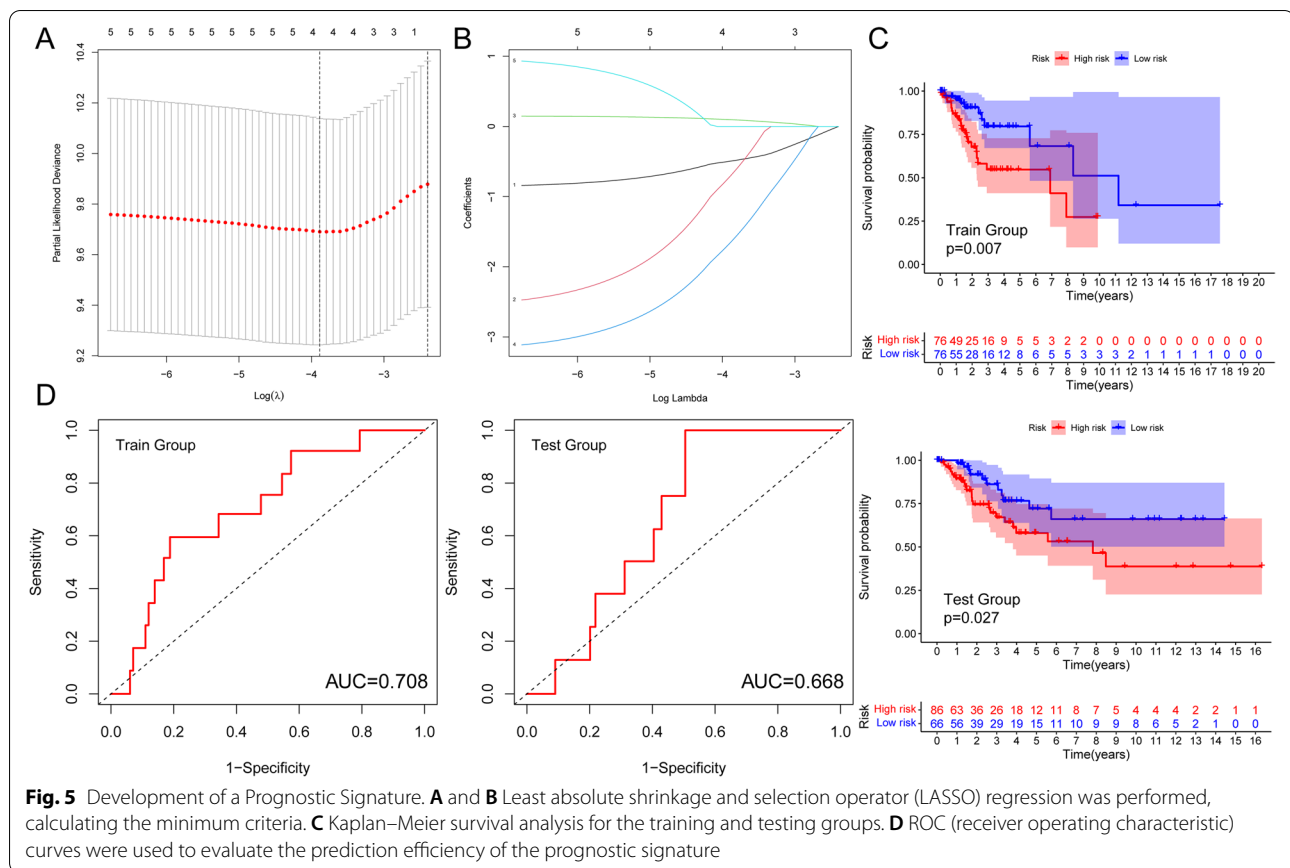 A
5 5 5 5 5 5 5 5 5 4 4 4 3 3 1
10.4
10.2
10.0
9.8
9.6
9.4
9.2
Partial Likelihood Deviance
−6 −5 −4 −3
Log(λ)
B
5 5 4 3
1
0
−1
−2
−3
Coefficients
5
3
1
2
4
−6 −5 −4 −3
Log Lambda
C
Risk High risk Low risk
1.00
0.75
0.50
0.25
0.00
Survival probability
Train Group
p=0.007
0 1 2 3 4 5 6 7 8 9 10 11 12 13 14 15 16 17 18 19 20
Time(years)
Risk
High risk 76 49 25 16 9 5 5 3 2 2 0 0 0 0 0 0 0 0 0 0 0
Low risk 76 55 28 16 12 8 6 5 5 3 3 3 2 1 1 1 1 1 0 0 0
0 1 2 3 4 5 6 7 8 9 10 11 12 13 14 15 16 17 18 19 20
Time(years)
Risk High risk Low risk
1.00
0.75
0.50
0.25
0.00
Survival probability
Test Group
p=0.027
0 1 2 3 4 5 6 7 8 9 10 11 12 13 14 15 16
Time(years)
Risk
High risk 86 63 36 26 18 12 11 8 7 5 4 4 4 2 2 1 1
Low risk 66 56 39 29 19 15 11 10 9 9 8 6 5 2 1 0 0
0 1 2 3 4 5 6 7 8 9 10 11 12 13 14 15 16
Time(years)
D
Train Group
1.0
0.8
0.6
0.4
0.2
0.0
Sensitivity
AUC=0.708
0.0 0.2 0.4 0.6 0.8 1.0
1−Specificity
Test Group
1.0
0.8
0.6
0.4
0.2
0.0
Sensitivity
AUC=0.668
0.0 0.2 0.4 0.6 0.8 1.0
1−Specificity
Fig. 5 Development of a Prognostic Signature. A and B Least absolute shrinkage and selection operator (LASSO) regression was performed,
calculating the minimum criteria. C Kaplan–Meier survival analysis for the training and testing groups. D ROC (receiver operating characteristic)
curves were used to evaluate the prediction efficiency of the prognostic signature